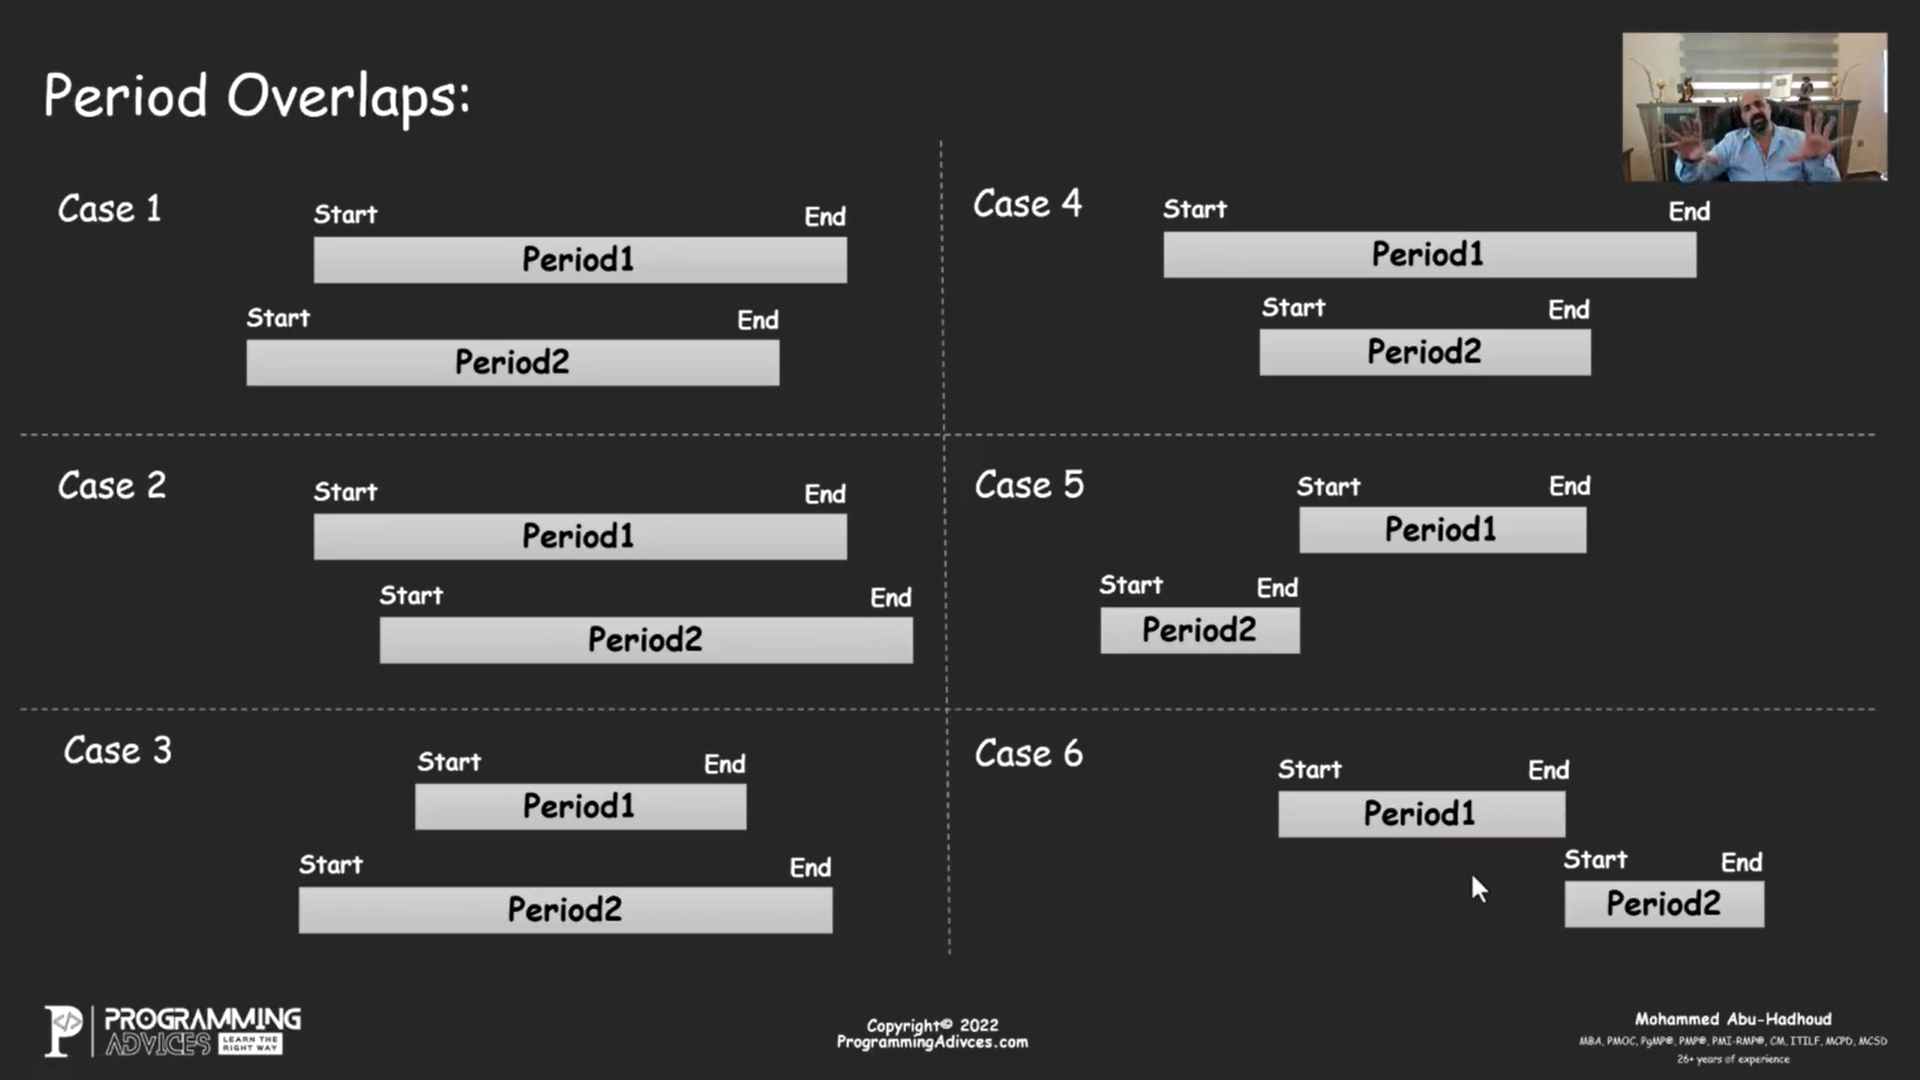 Period Overlaps:
Case 1
Start End
Period1
Start End
Period2
Case 2
Start End
Period1
Start End
Period2
Case 3
Start End
Period1
Start End
Period2
Case 4
Start End
Period1
Start End
Period2
Case 5
Start End
Period1
Start End
Period2
Case 6
Start End
Period1
Start End
Period2
P </>
PROGRAMMING
ADVICES LEARN THE RIGHT WAY
Copyright© 2022
ProgrammingAdivces.com
Mohammed Abu-Hadhoud
MBA, PMOC, PgMP®, PMP®, PMI-RMP®, CM, ITILF, MCPD, MCSD
26+ years of experience